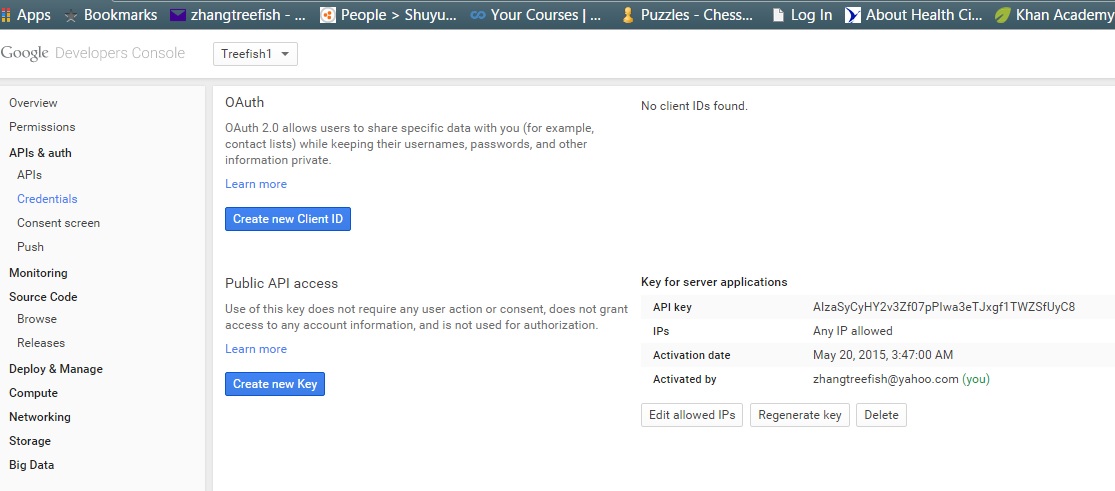 Apps Bookmarks zhangtreefish - ... People > Shuyu... Your Courses | ... Puzzles - Chess... Log In About Health Ci... Khan Academy
Google Developers Console Treefish1
Overview
Permissions
APIs & auth
APIs
Credentials
Consent screen
Push
Monitoring
Source Code
Browse
Releases
Deploy & Manage
Compute
Networking
Storage
Big Data
OAuth
OAuth 2.0 allows users to share specific data with you (for example,
contact lists) while keeping their usernames, passwords, and other
information private.
Learn more
Create new Client ID
No client IDs found.
Public API access
Use of this key does not require any user action or consent, does not grant
access to any account information, and is not used for authorization.
Learn more
Create new Key
Key for server applications
API key AIzaSyCyHY2v3Zf07pPIwa3eTJxgf1TWZSfUyC8
IPs Any IP allowed
Activation date May 20, 2015, 3:47:00 AM
Activated by zhangtreefish@yahoo.com (you)
Edit allowed IPs Regenerate key Delete